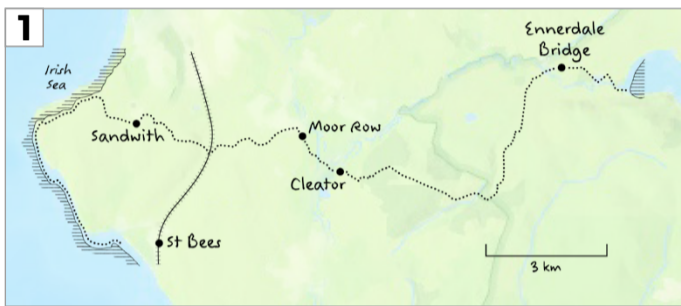 1
Irish
Sea
Ennerdale
Bridge
Sandwith
Moor Row
Cleator
St Bees
3 km